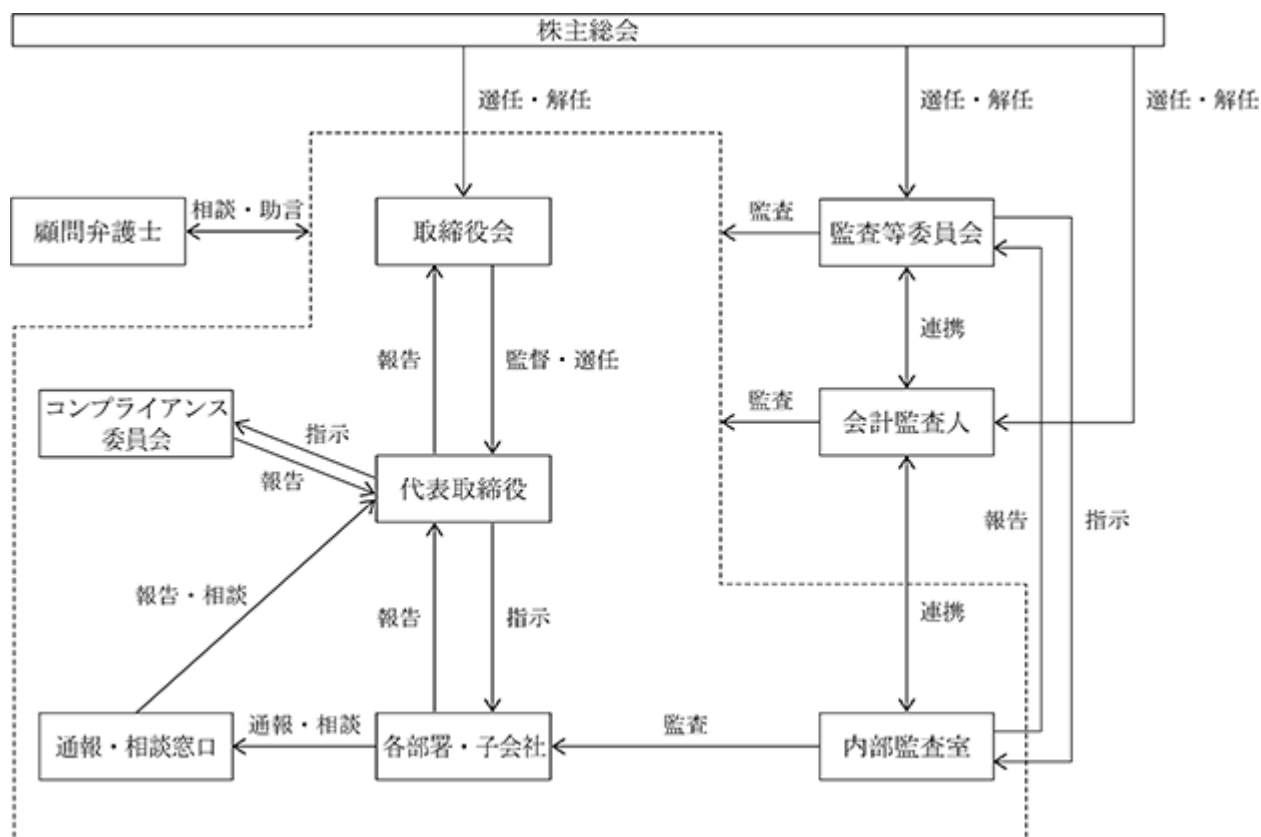 株主総会
選任・解任
選任・解任
選任・解任
顧問弁護士
相談・助言
取締役会
監査
監査等委員会
報告
監督・選任
連携
コンプライアンス
委員会
指示
報告
代表取締役
監査
会計監査人
報告
指示
報告・相談
報告
指示
連携
通報・相談窓口
通報・相談
各部署・子会社
監査
内部監査室